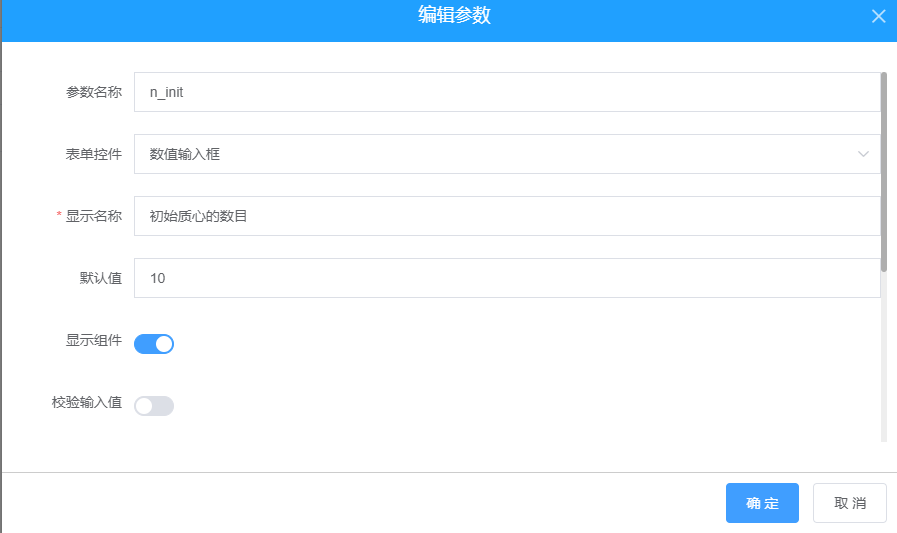 编辑参数
参数名称 n_init
表单控件 数值输入框
* 显示名称 初始质心的数目
默认值 10
显示组件
校验输入值
确定 取消